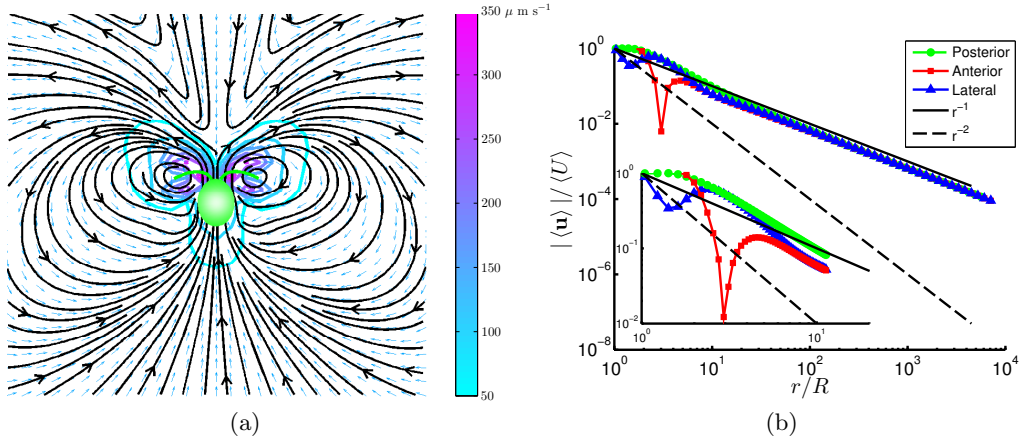 350 μ m s⁻¹
300
250
200
150
100
50
(a)
10⁰
10⁻²
10⁻⁴
10⁻⁶
10⁻⁸
| ⟨u⟩ | / ⟨U⟩
Posterior
Anterior
Lateral
r⁻¹
r⁻²
10⁰
10⁻¹
10⁻²
10⁰
10¹
10⁰
10¹
10²
10³
10⁴
r/R
(b)